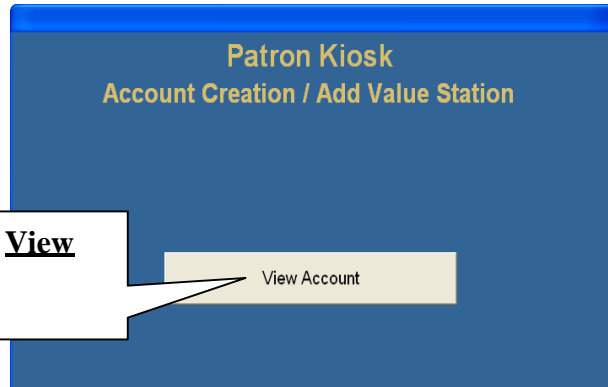 Patron Kiosk
Account Creation / Add Value Station
View
View Account